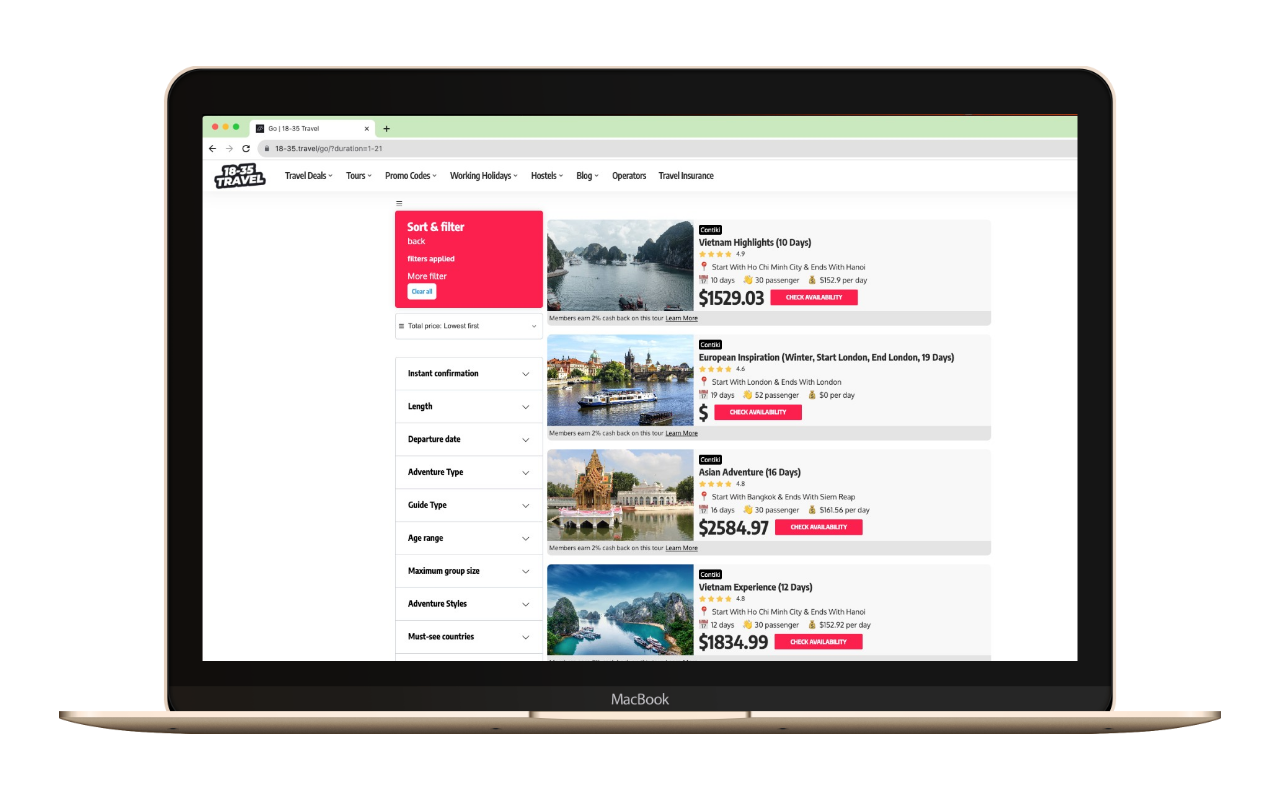 Go | 18-35 Travel
18-35.travel/go/?duration=1-21
18-35
TRAVEL
Travel Deals
Tours
Promo Codes
Working Holidays
Hostels
Blog
Operators
Travel Insurance
Sort & filter
back
filters applied
More filter
Clear all
Total price: Lowest first
Instant confirmation
Length
Departure date
Adventure Type
Guide Type
Age range
Maximum group size
Adventure Styles
Must-see countries
Contiki
Vietnam Highlights (10 Days)
4.9
Start With Ho Chi Minh City & Ends With Hanoi
10 days 30 passenger $152.9 per day
$1529.03 CHECK AVAILABILITY
Members earn 2% cash back on this tour Learn More
Contiki
European Inspiration (Winter, Start London, End London, 19 Days)
4.6
Start With London & Ends With London
19 days 52 passenger $0 per day
$ CHECK AVAILABILITY
Members earn 2% cash back on this tour Learn More
Contiki
Asian Adventure (16 Days)
4.8
Start With Bangkok & Ends With Siem Reap
16 days 30 passenger $161.56 per day
$2584.97 CHECK AVAILABILITY
Members earn 2% cash back on this tour Learn More
Contiki
Vietnam Experience (12 Days)
4.8
Start With Ho Chi Minh City & Ends With Hanoi
12 days 30 passenger $152.92 per day
$1834.99 CHECK AVAILABILITY
MacBook